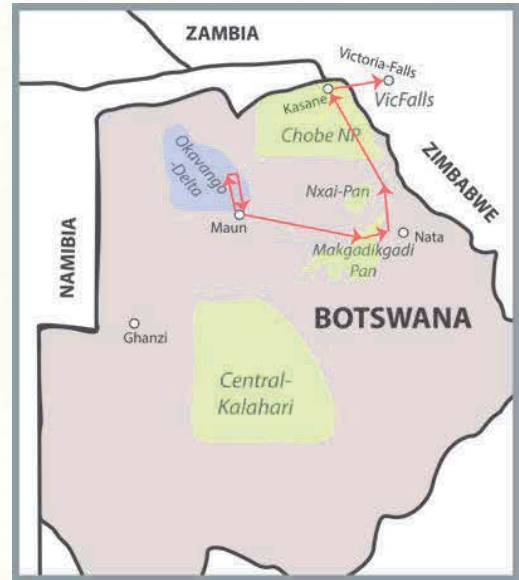 ZAMBIA
Victoria-Falls
VicFalls
Kasane
Chobe NP
Okavango
-Delta
ZIMBABWE
Nxai-Pan
NAMIBIA
Maun
Nata
Makgadikgadi
Pan
BOTSWANA
Ghanzi
Central-
Kalahari